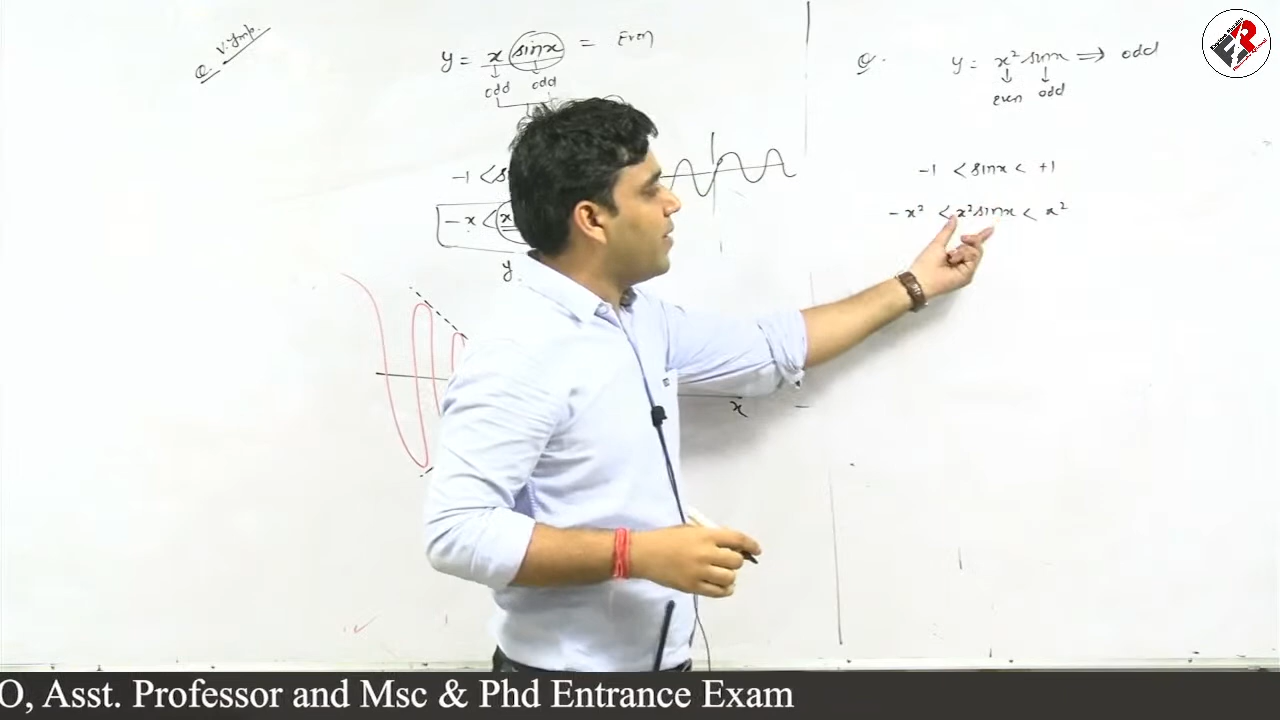 Q. V. Imp.
y = x sinx = Even
odd odd
-1 <
- x < x
y
x
Q. y = x² sinx ⇒ odd
even odd
-1 < sinx < +1
- x² < x² sinx < x²
O, Asst. Professor and Msc & Phd Entrance Exam